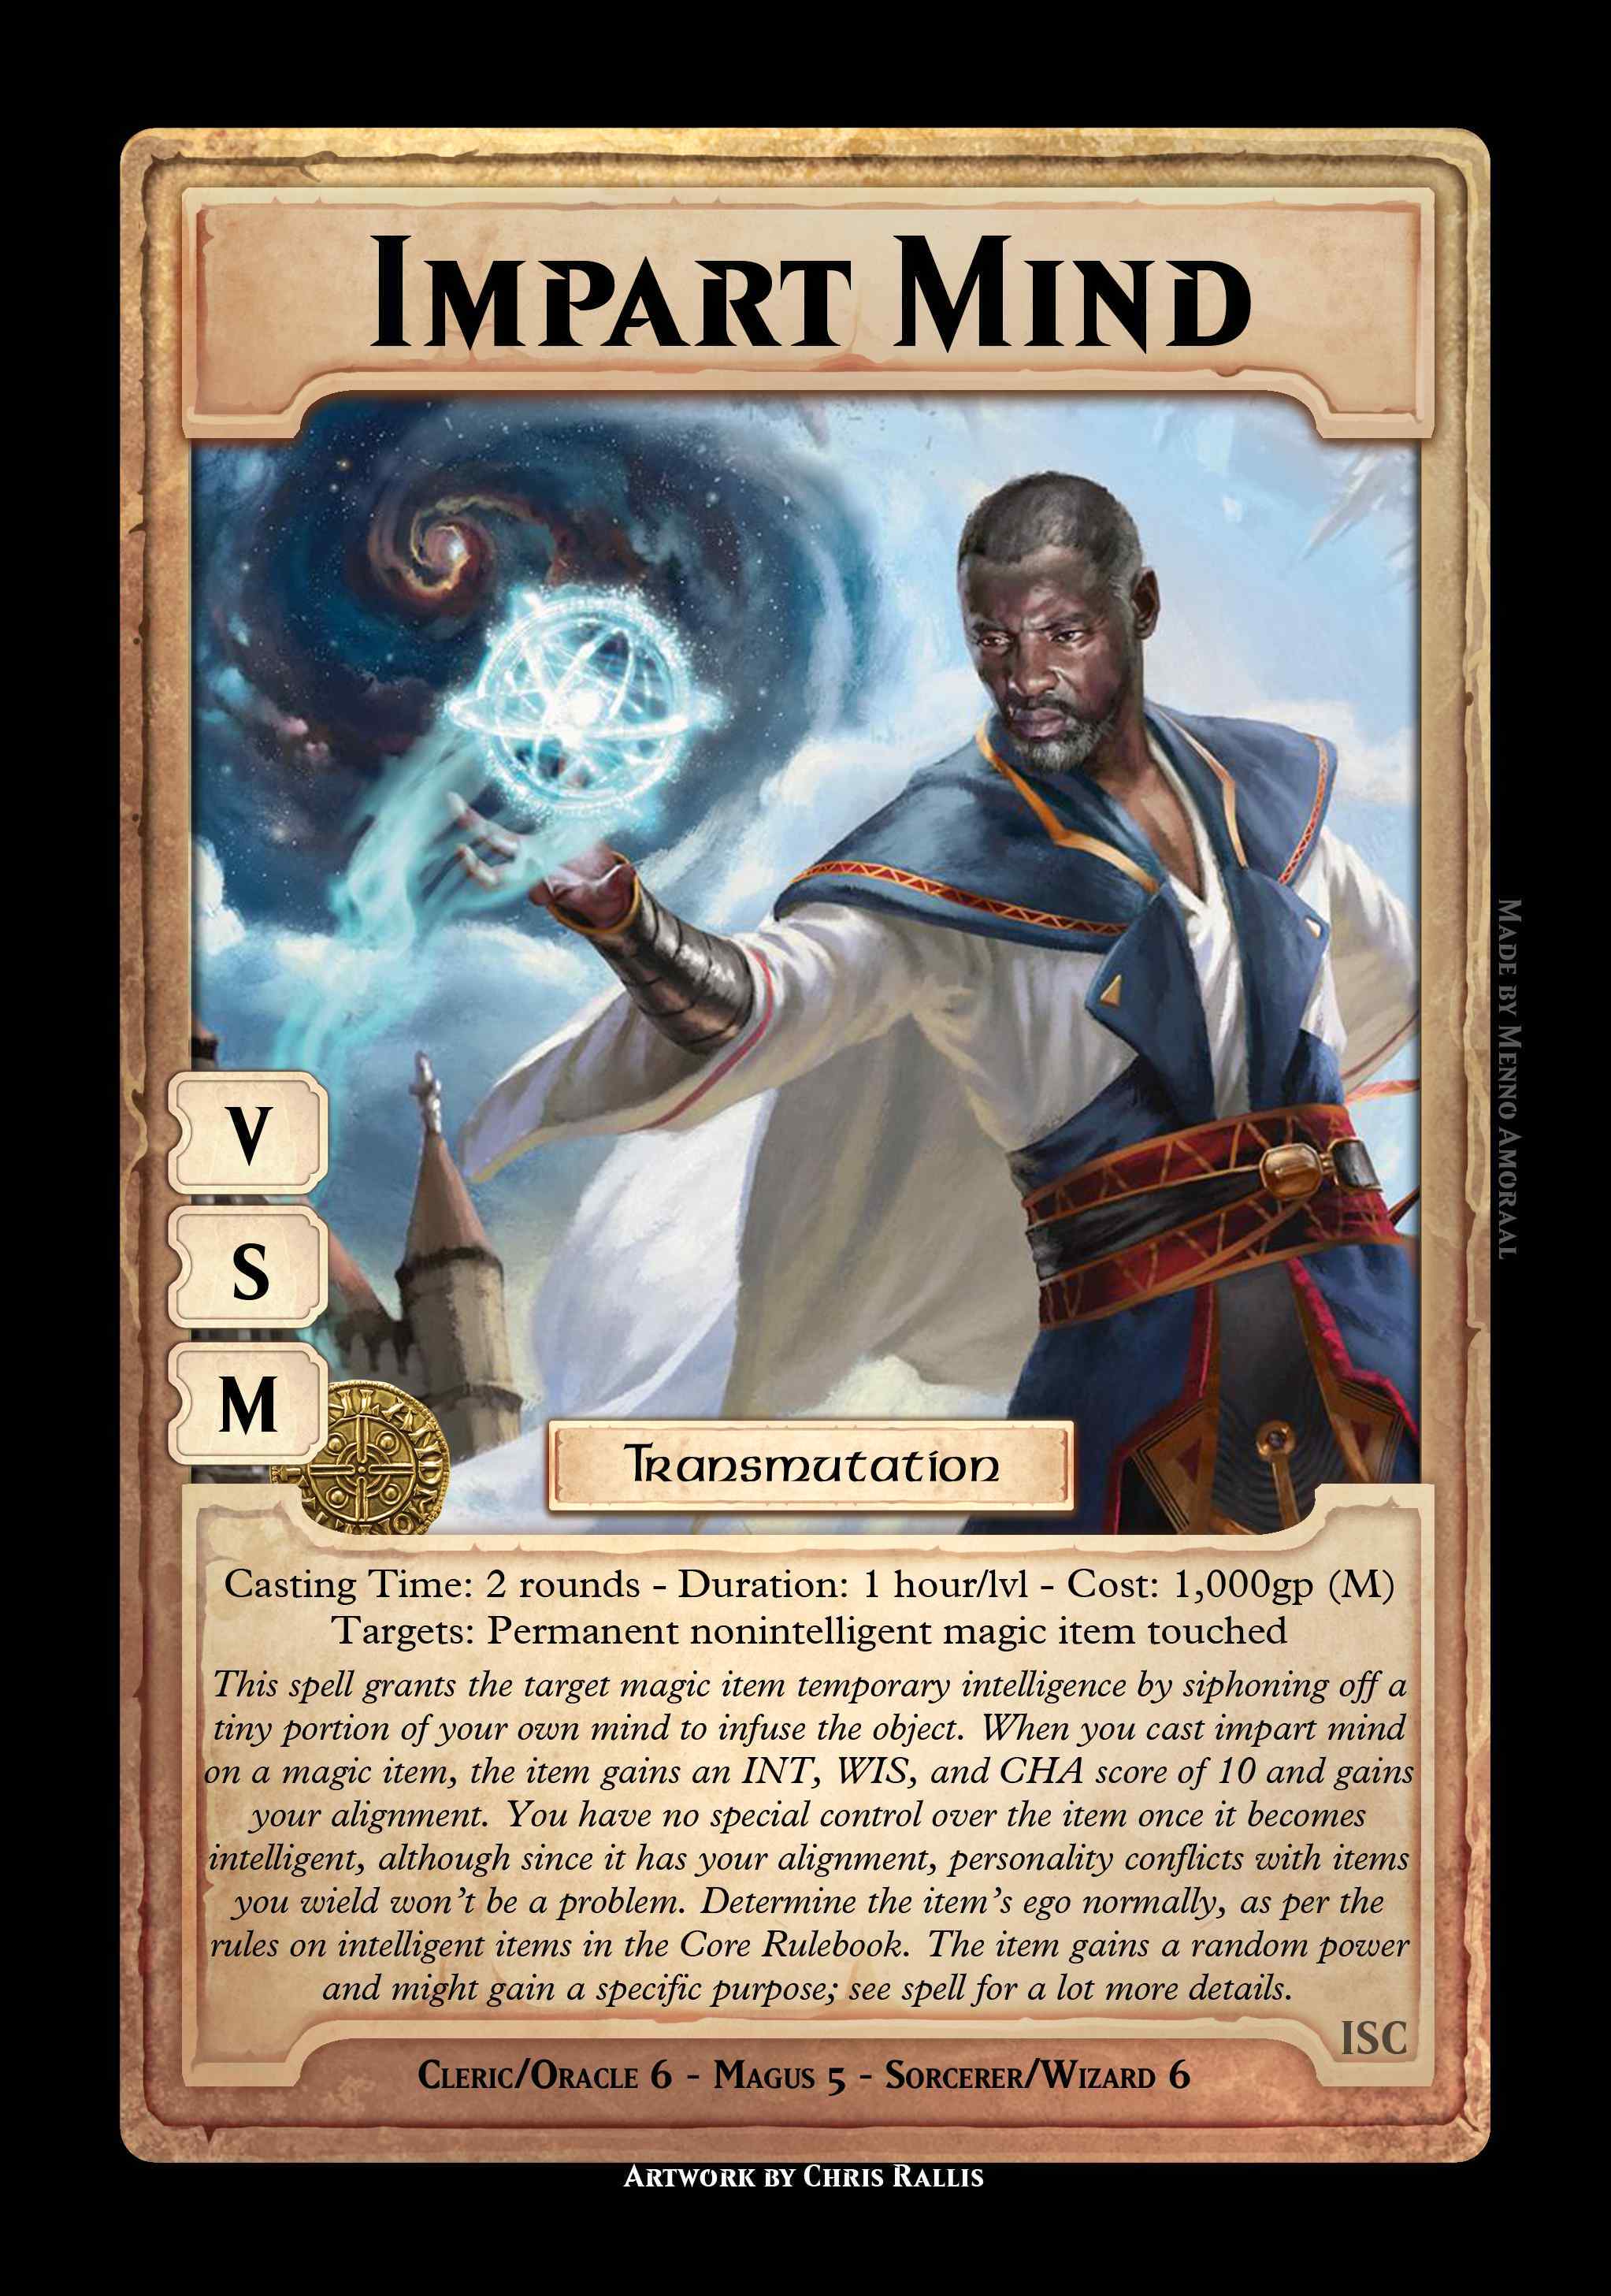 Impart Mind
V
S
M
Transmutation
Casting Time: 2 rounds - Duration: 1 hour/lvl - Cost: 1,000gp (M)
Targets: Permanent nonintelligent magic item touched
This spell grants the target magic item temporary intelligence by siphoning off a
tiny portion of your own mind to infuse the object. When you cast impart mind
on a magic item, the item gains an INT, WIS, and CHA score of 10 and gains
your alignment. You have no special control over the item once it becomes
intelligent, although since it has your alignment, personality conflicts with items
you wield won't be a problem. Determine the item's ego normally, as per the
rules on intelligent items in the Core Rulebook. The item gains a random power
and might gain a specific purpose; see spell for a lot more details.
ISC
Cleric/Oracle 6 - Magus 5 - Sorcerer/Wizard 6
Artwork by Chris Rallis
Made by Menno Amoraal